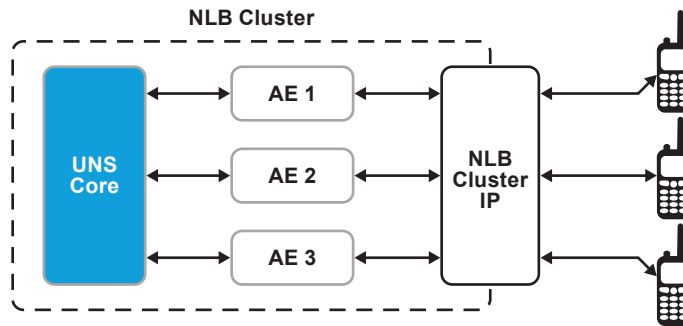 NLB Cluster
UNS
Core
AE 1
AE 2
AE 3
NLB
Cluster
IP